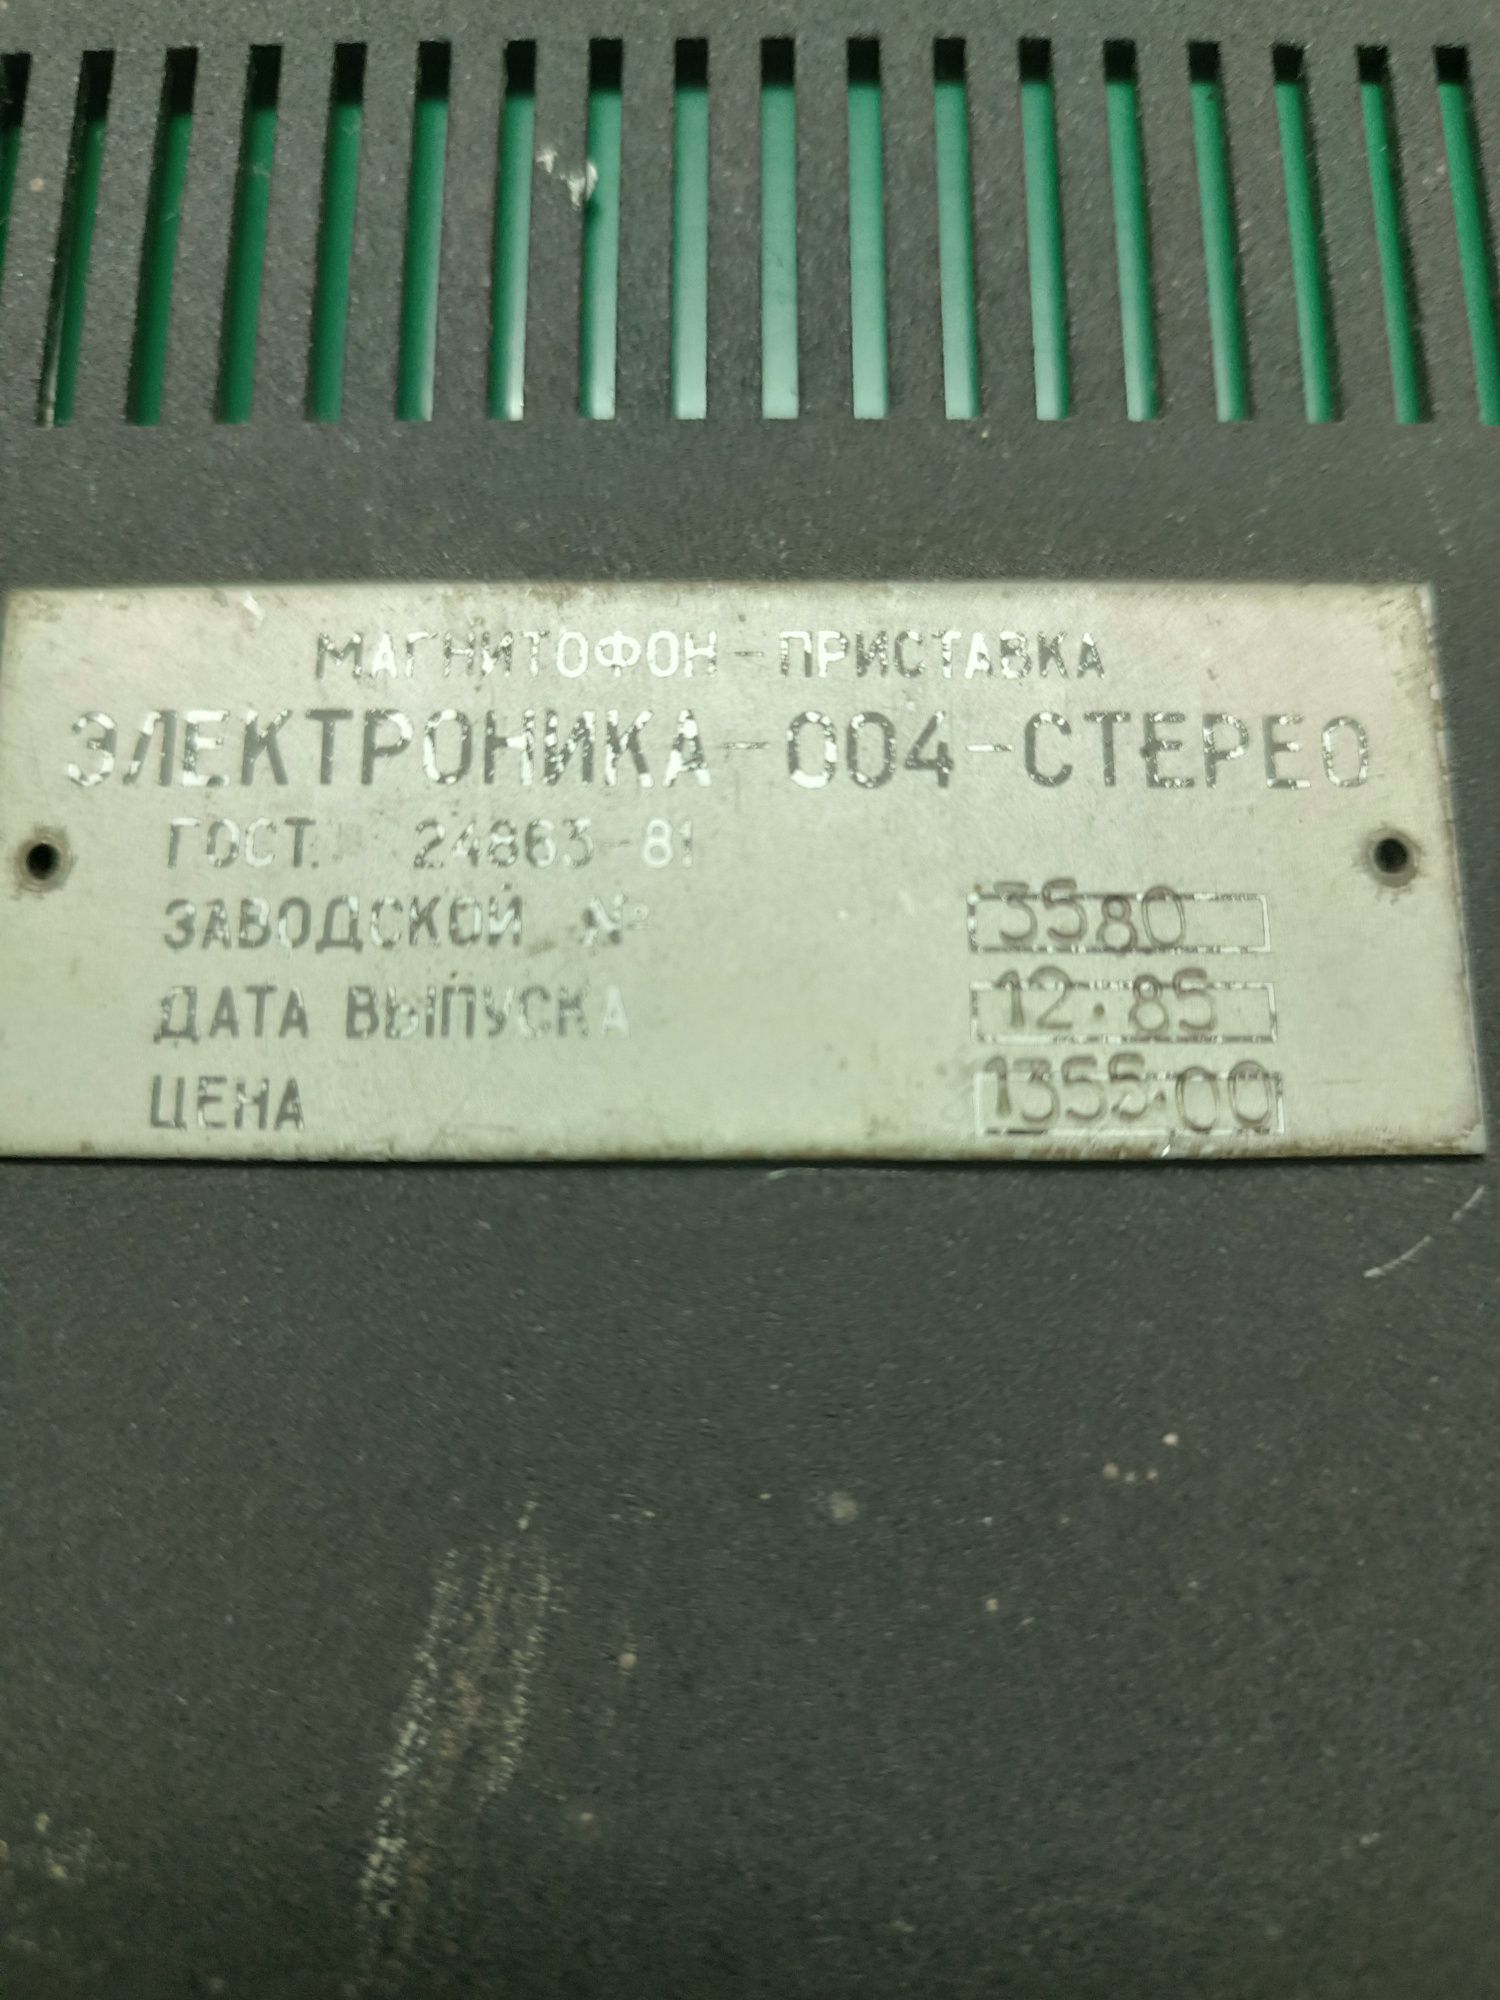 МАГНИТОФОН-ПРИСТАВКА
ЭЛЕКТРОНИКА-004-СТЕРЕО
ГОСТ. 24863-81
ЗАВОДСКОЙ № 3580
ДАТА ВЫПУСКА 12.85
ЦЕНА 1355.00